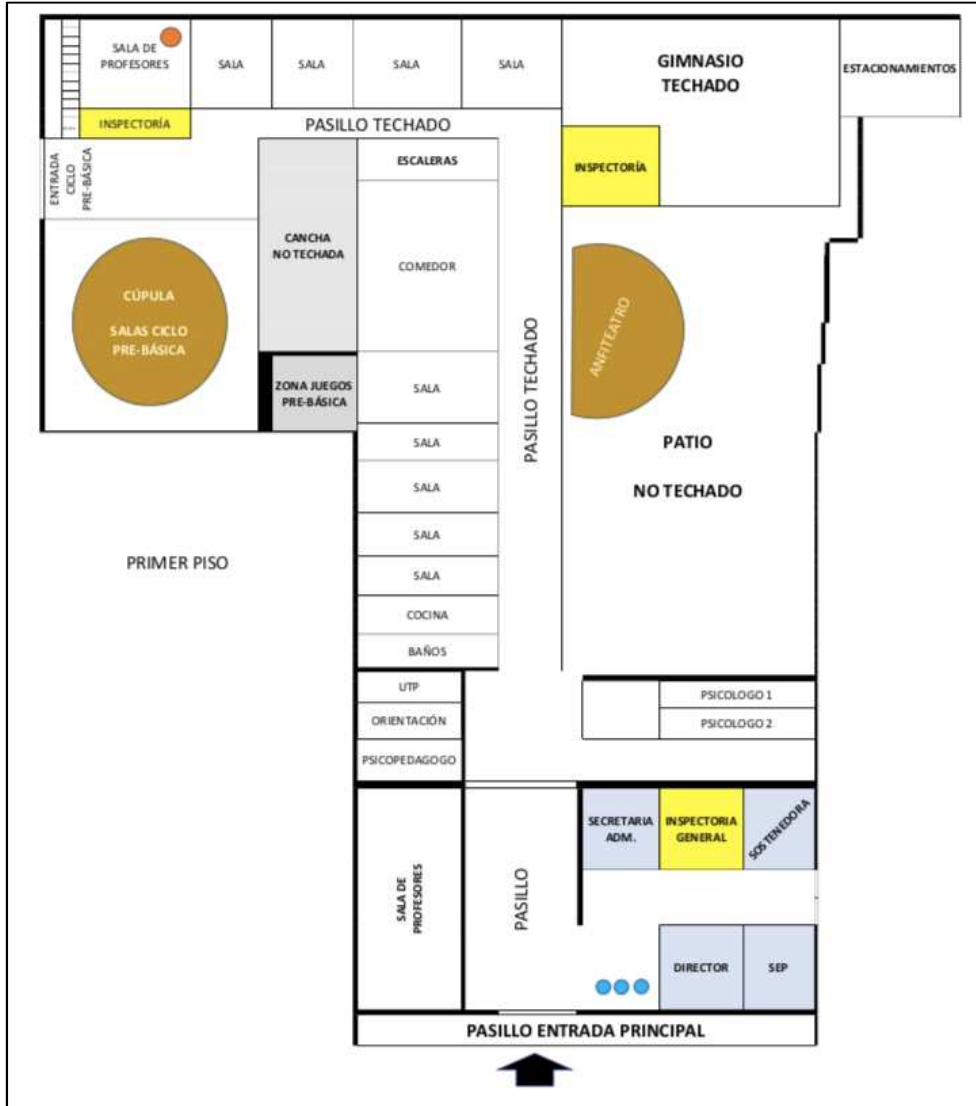 SALA DE
PROFESORES
SALA
SALA
SALA
SALA
GIMNASIO
TECHADO
ESTACIONAMIENTOS
INSPECTORÍA
PASILLO TECHADO
ENTRADA
CICLO
PRE-BÁSICA
ESCALERAS
INSPECTORÍA
CANCHA
NO TECHADA
COMEDOR
CÚPULA
SALAS CICLO
PRE-BÁSICA
ANFITEATRO
PASILLO TECHADO
ZONA JUEGOS
PRE-BÁSICA
SALA
SALA
PATIO
NO TECHADO
SALA
SALA
PRIMER PISO
SALA
COCINA
BAÑOS
UTP
PSICOLOGO 1
ORIENTACIÓN
PSICOLOGO 2
PSICOPEDAGOGO
SECRETARIA
ADM.
INSPECTORIA
GENERAL
SOSTENEDORA
SALA DE
PROFESORES
PASILLO
DIRECTOR
SEP
PASILLO ENTRADA PRINCIPAL